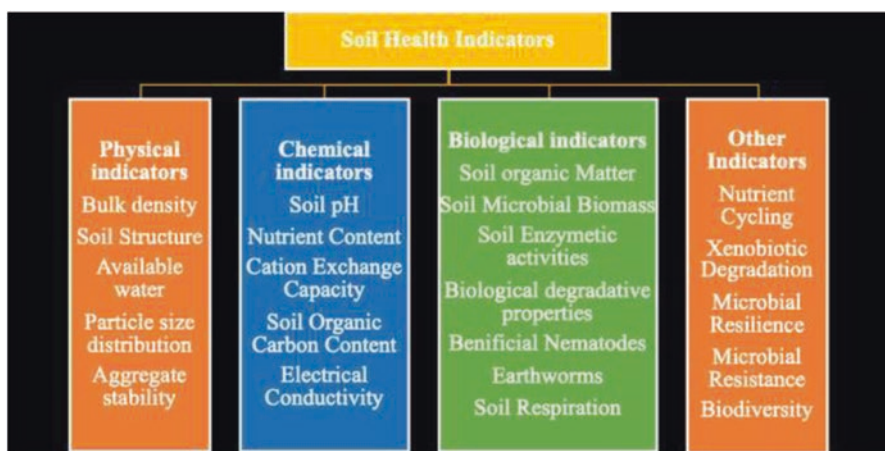 Soil Health Indicators
Physical
indicators
Bulk density
Soil Structure
Available
water
Particle size
distribution
Aggregate
stability
Chemical
indicators
Soil pH
Nutrient Content
Cation Exchange
Capacity
Soil Organic
Carbon Content
Electrical
Conductivity
Biological indicators
Soil organic Matter
Soil Microbial Biomass
Soil Enzymetic
activities
Biological degradative
properties
Benificial Nematodes
Earthworms
Soil Respiration
Other
Indicators
Nutrient
Cycling
Xenobiotic
Degradation
Microbial
Resilience
Microbial
Resistance
Biodiversity